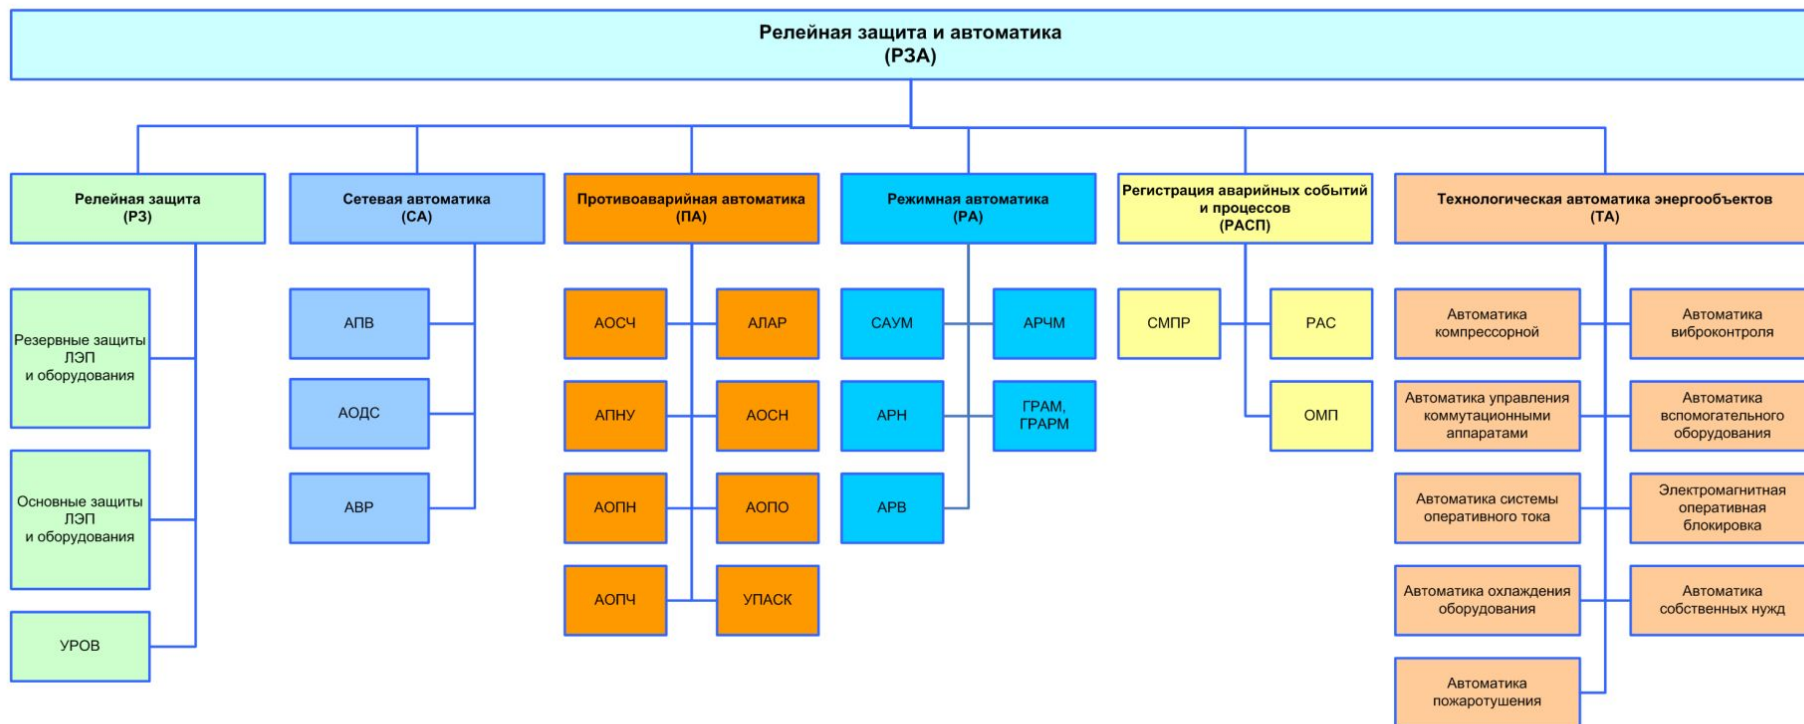 Релейная защита и автоматика
(РЗА)
Релейная защита
(РЗ)
Резервные защиты
ЛЭП
и оборудования
Основные защиты
ЛЭП
и оборудования
УРОВ
Сетевая автоматика
(СА)
АПВ
АОДС
АВР
Противоаварийная автоматика
(ПА)
АОСЧ
АЛАР
АПНУ
АОСН
АОПН
АОПО
АОПЧ
УПАСК
Режимная автоматика
(РА)
САУМ
АРЧМ
АРН
ГРАМ,
ГРАРМ
АРВ
Регистрация аварийных событий
и процессов
(РАСП)
СМПР
РАС
ОМП
Технологическая автоматика энергообъектов
(ТА)
Автоматика
компрессорной
Автоматика
виброконтроля
Автоматика управления
коммутационными
аппаратами
Автоматика
вспомогательного
оборудования
Автоматика системы
оперативного тока
Электромагнитная
оперативная
блокировка
Автоматика охлаждения
оборудования
Автоматика
собственных нужд
Автоматика
пожаротушения